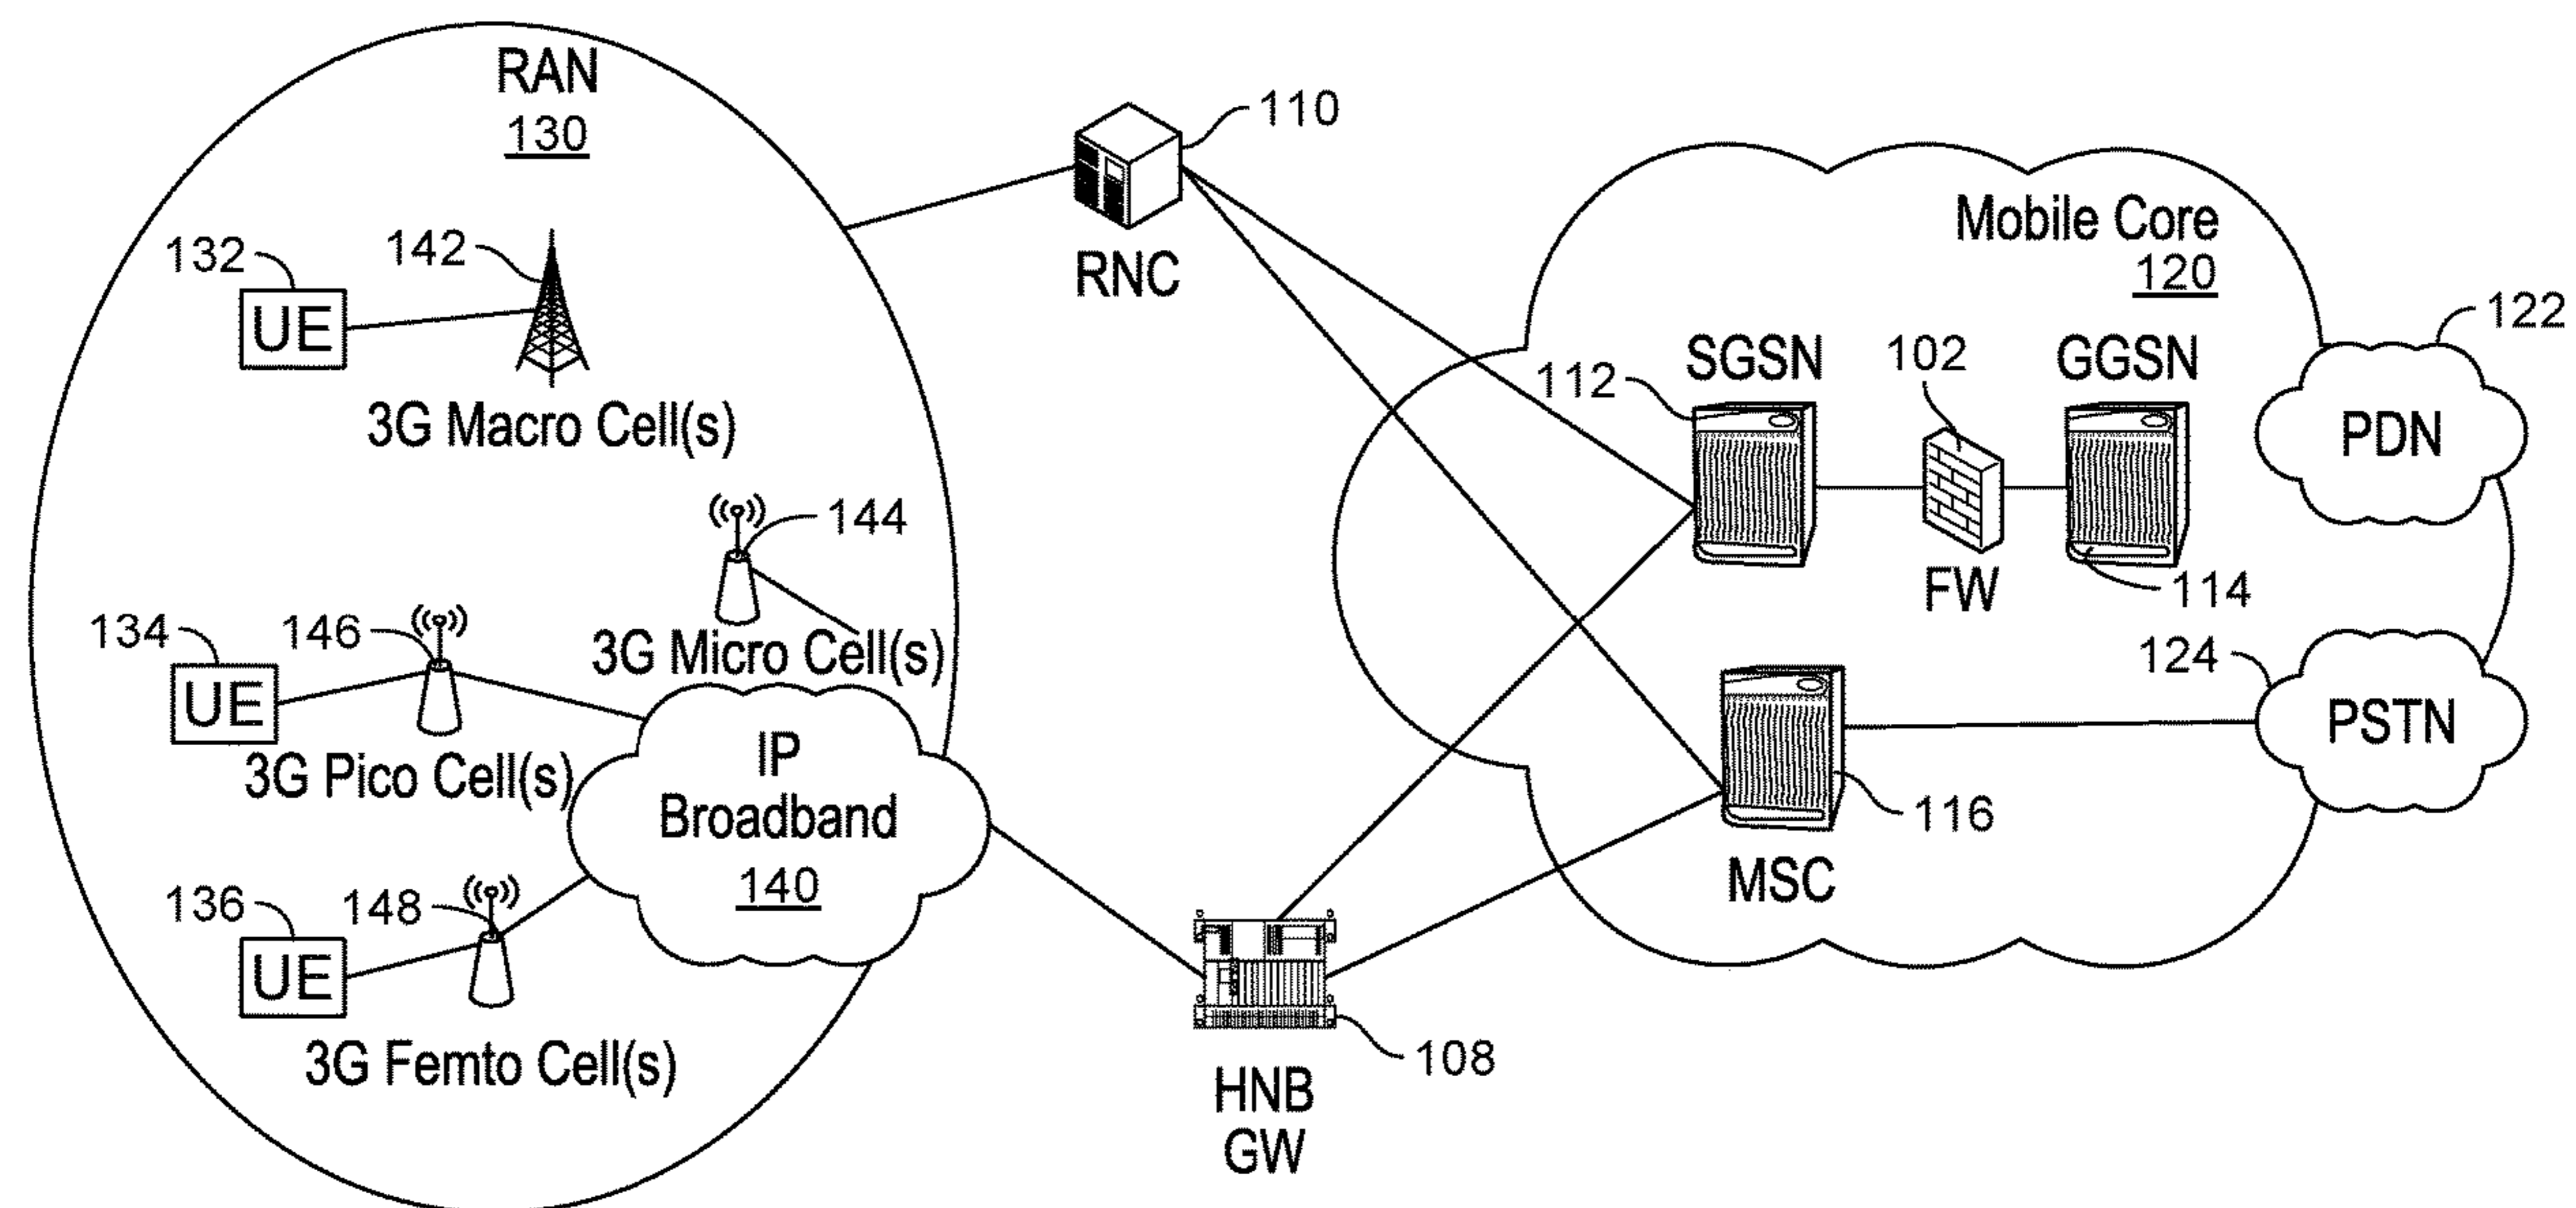 RAN
130
132
142
UE
3G Macro Cell(s)
144
3G Micro Cell(s)
134
146
UE
3G Pico Cell(s)
IP
Broadband
140
136
148
UE
3G Femto Cell(s)
110
RNC
108
HNB
GW
Mobile Core
120
112
SGSN
102
GGSN
FW
114
122
PDN
124
PSTN
116
MSC